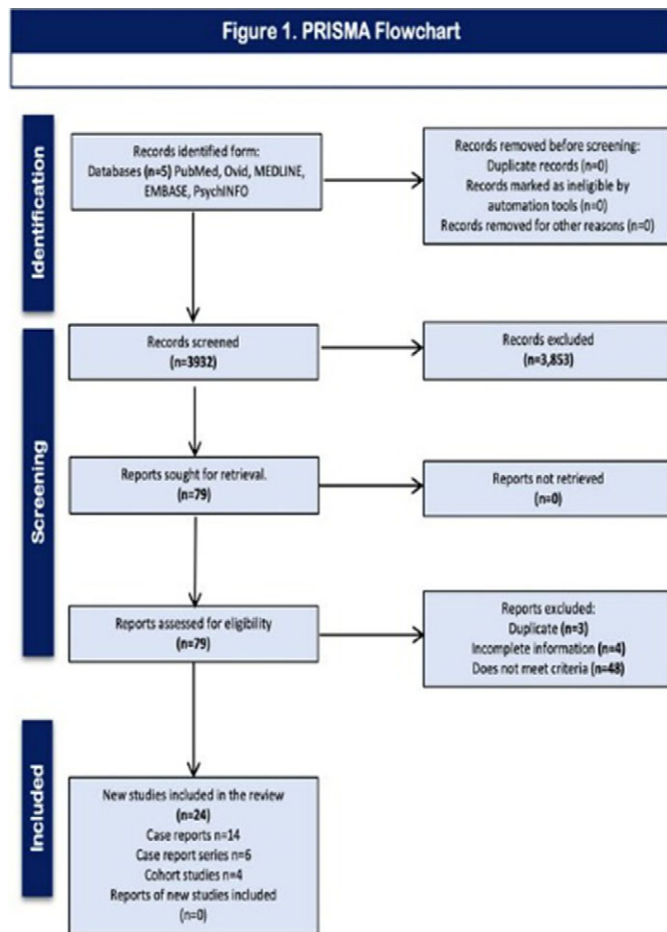 Figure 1. PRISMA Flowchart
Identification
Records identified form:
Databases (n=5) PubMed, Ovid, MEDLINE,
EMBASE, PsychINFO
Records removed before screening:
Duplicate records (n=0)
Records marked as ineligible by
automation tools (n=0)
Records removed for other reasons (n=0)
Screening
Records screened
(n=3932)
Records excluded
(n=3,853)
Reports sought for retrieval.
(n=79)
Reports not retrieved
(n=0)
Reports assessed for eligibility
(n=79)
Reports excluded:
Duplicate (n=3)
Incomplete information (n=4)
Does not meet criteria (n=48)
Included
New studies included in the review
(n=24)
Case reports n=14
Case report series n=6
Cohort studies n=4
Reports of new studies included
(n=0)